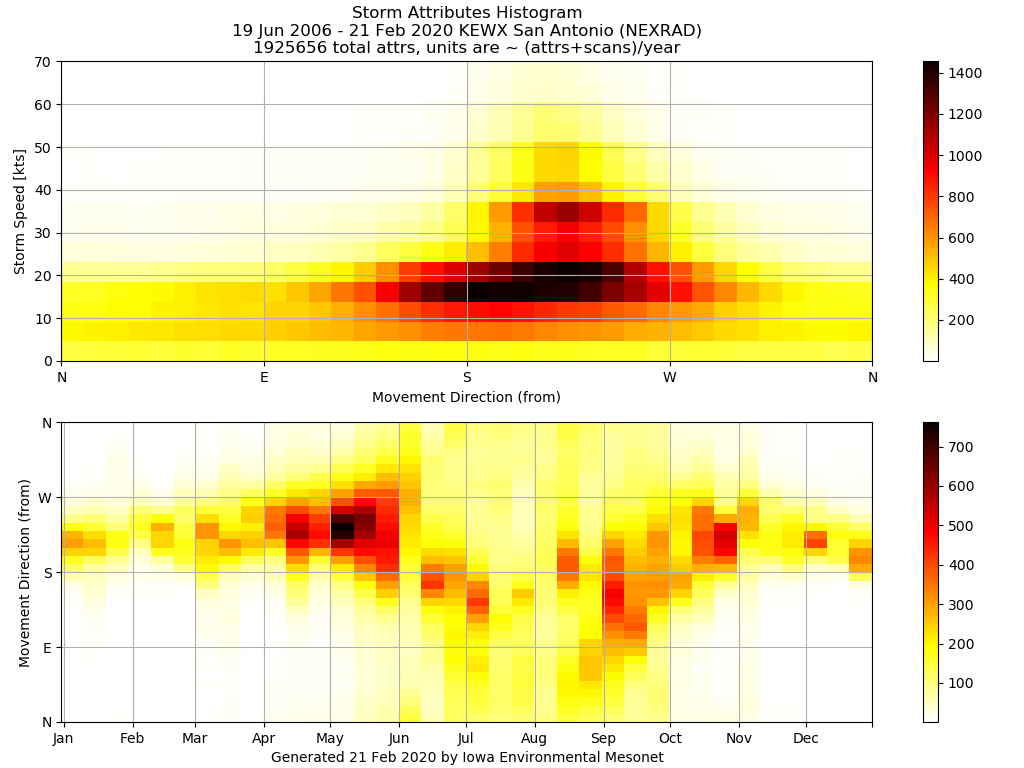 Storm Attributes Histogram
19 Jun 2006 - 21 Feb 2020 KEWX San Antonio (NEXRAD)
1925656 total attrs, units are ~ (attrs+scans)/year
Storm Speed [kts]
70
60
50
40
30
20
10
0
N E S W N
Movement Direction (from)
1400
1200
1000
800
600
400
200
Movement Direction (from)
N
W
S
E
N
Jan Feb Mar Apr May Jun Jul Aug Sep Oct Nov Dec
Generated 21 Feb 2020 by Iowa Environmental Mesonet
700
600
500
400
300
200
100